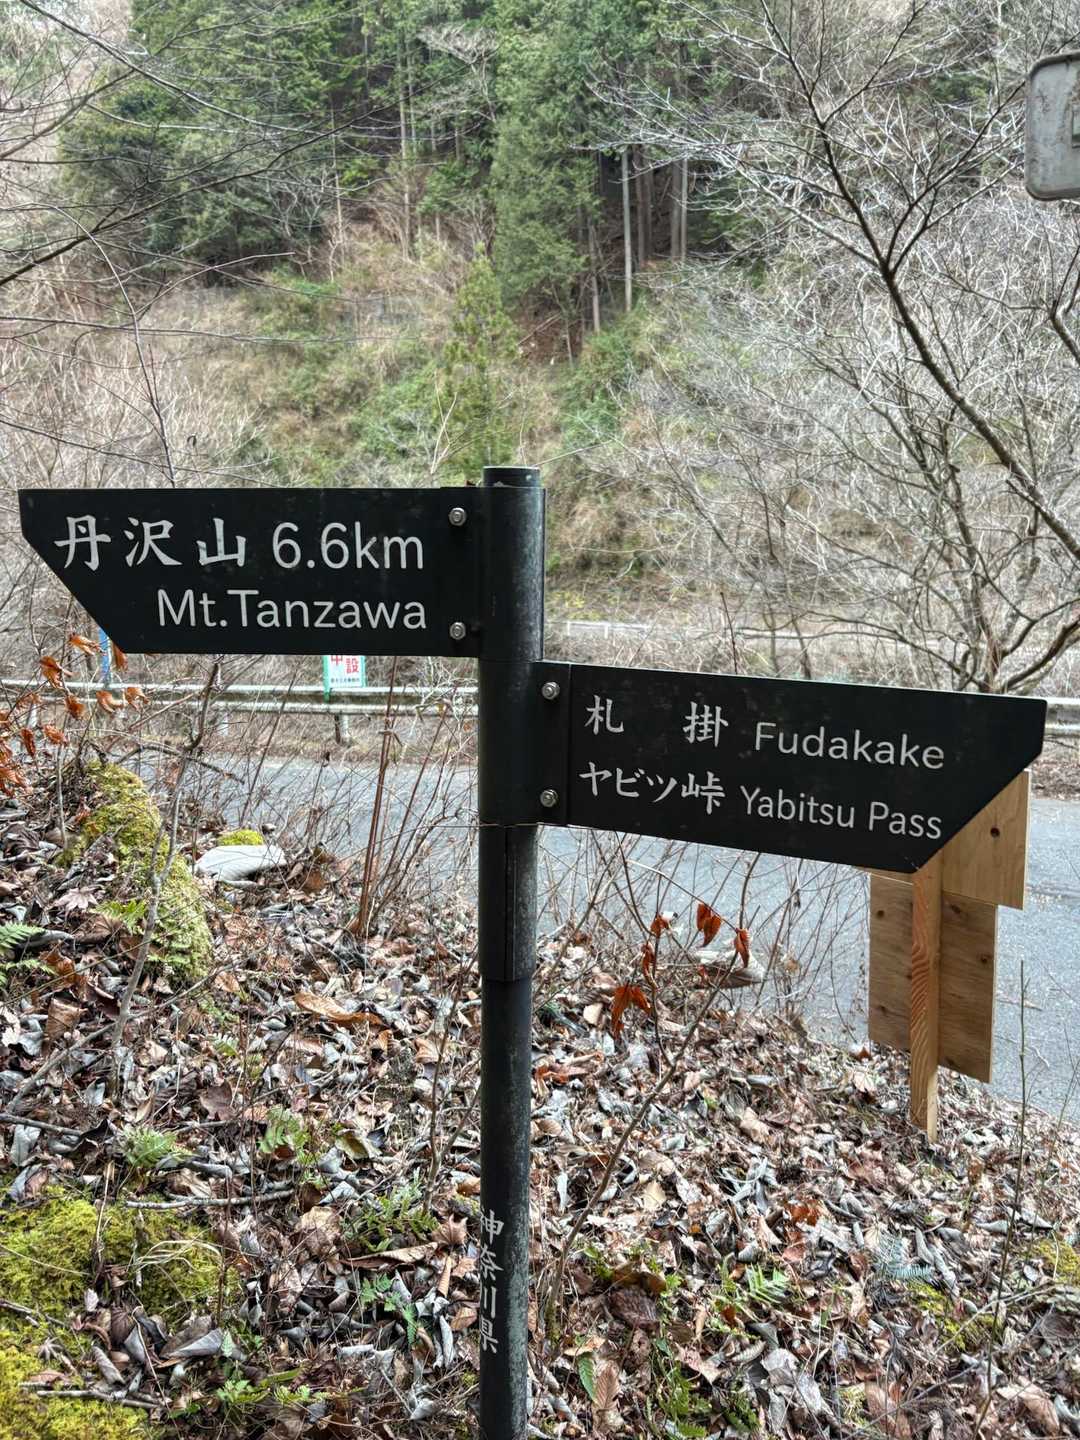 丹沢山 6.6km
Mt.Tanzawa
札 掛 Fudakake
ヤビツ峠 Yabitsu Pass
設
神奈川県